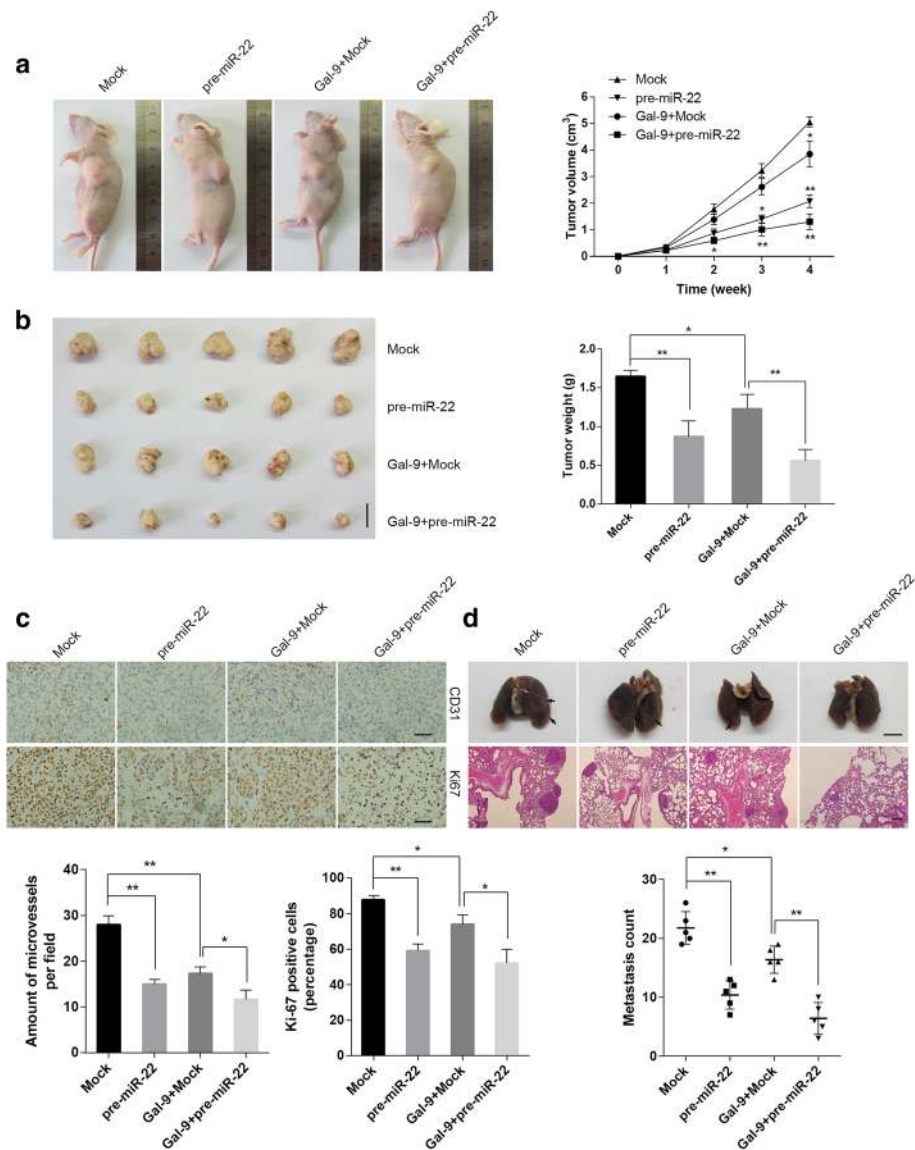 a
Mock
pre-miR-22
Gal-9+Mock
Gal-9+pre-miR-22
Mock
pre-miR-22
Gal-9+Mock
Gal-9+pre-miR-22
Tumor volume (cm³)
6
5
4
3
2
1
0
*
**
*
**
*
**
0 1 2 3 4
Time (week)
b
Mock
pre-miR-22
Gal-9+Mock
Gal-9+pre-miR-22
Tumor weight (g)
2.0
1.5
1.0
0.5
0.0
*
**
**
Mock
pre-miR-22
Gal-9+Mock
Gal-9+pre-miR-22
c
Mock
pre-miR-22
Gal-9+Mock
Gal-9+pre-miR-22
CD31
Ki67
Amount of microvessels
per field
40
30
20
10
0
**
**
*
Mock
pre-miR-22
Gal-9+Mock
Gal-9+pre-miR-22
Ki-67 positive cells
(percentage)
100
80
60
40
20
0
*
**
*
Mock
pre-miR-22
Gal-9+Mock
Gal-9+pre-miR-22
d
Mock
pre-miR-22
Gal-9+Mock
Gal-9+pre-miR-22
Metastasis count
30
20
10
0
*
**
**
Mock
pre-miR-22
Gal-9+Mock
Gal-9+pre-miR-22